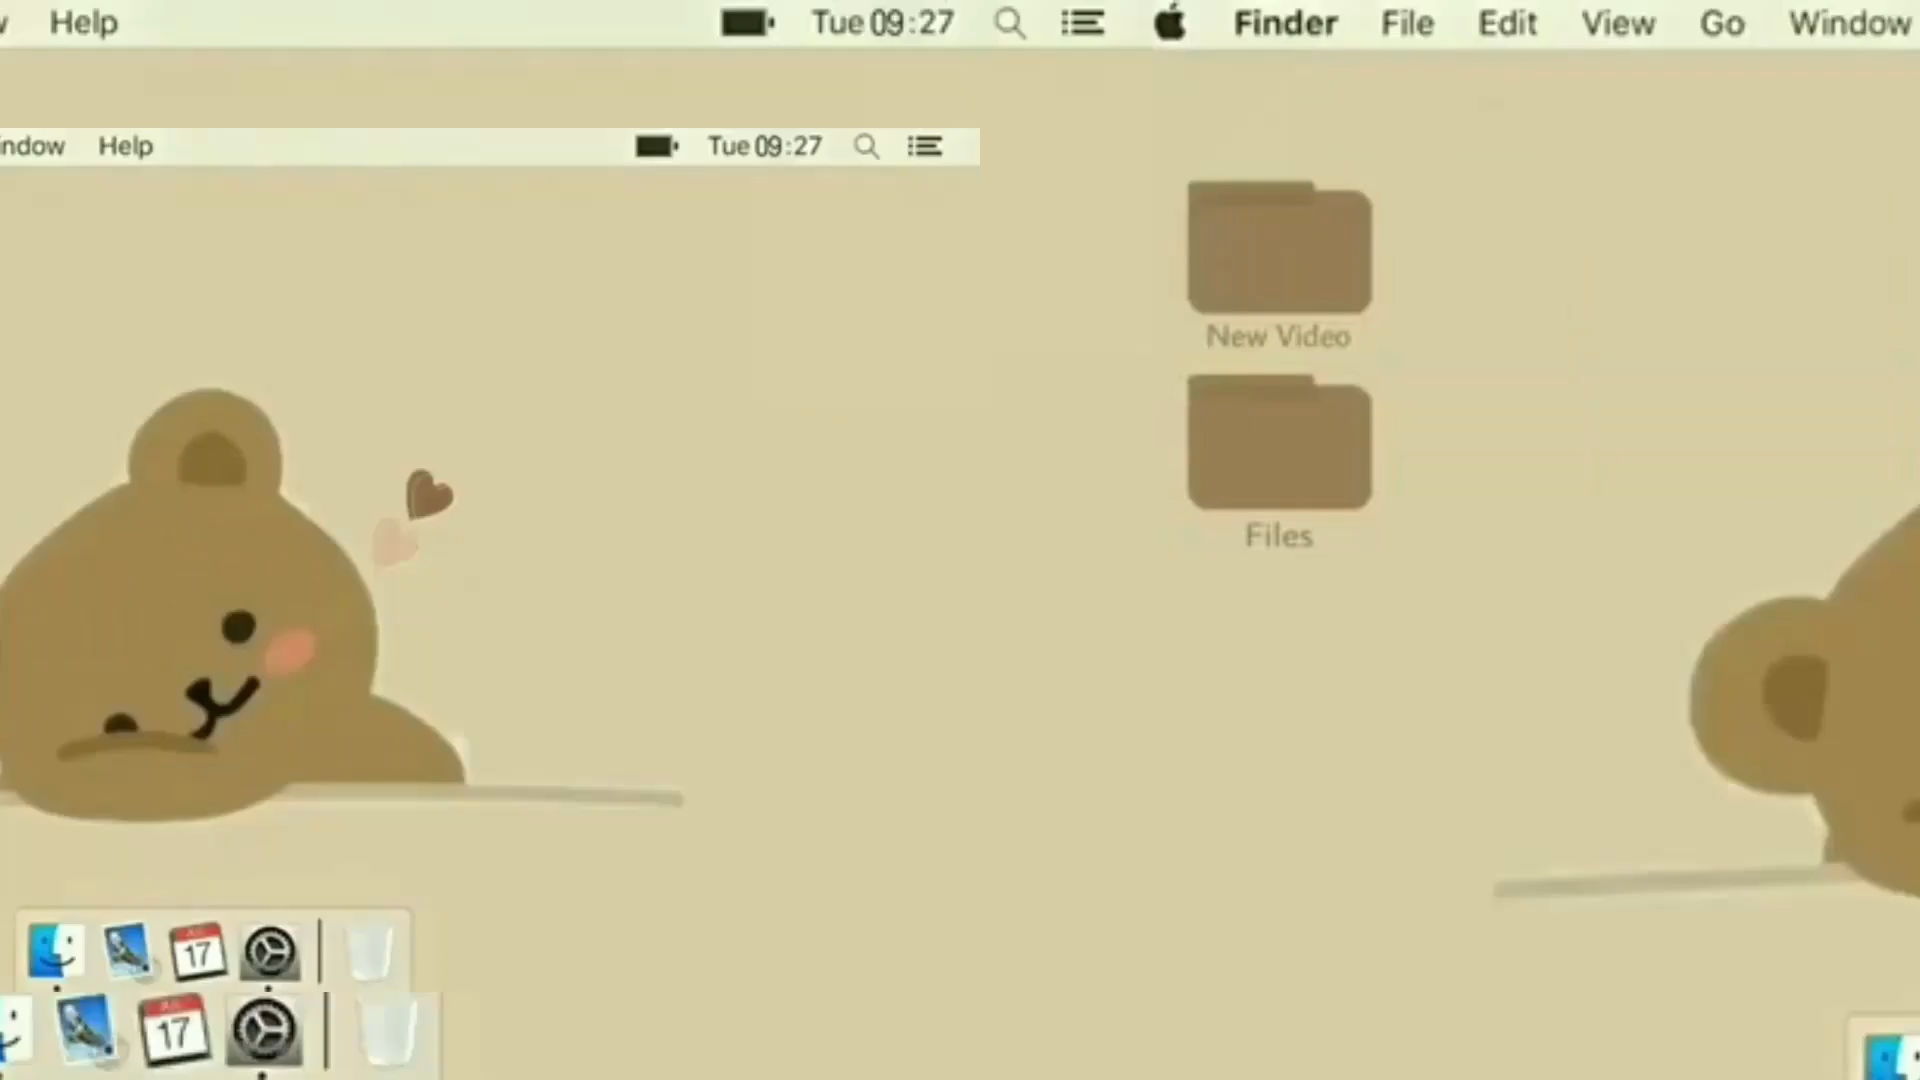 Help Tue 09:27 Finder File Edit View Go Window
Help Tue 09:27
New Video
Files
17
17